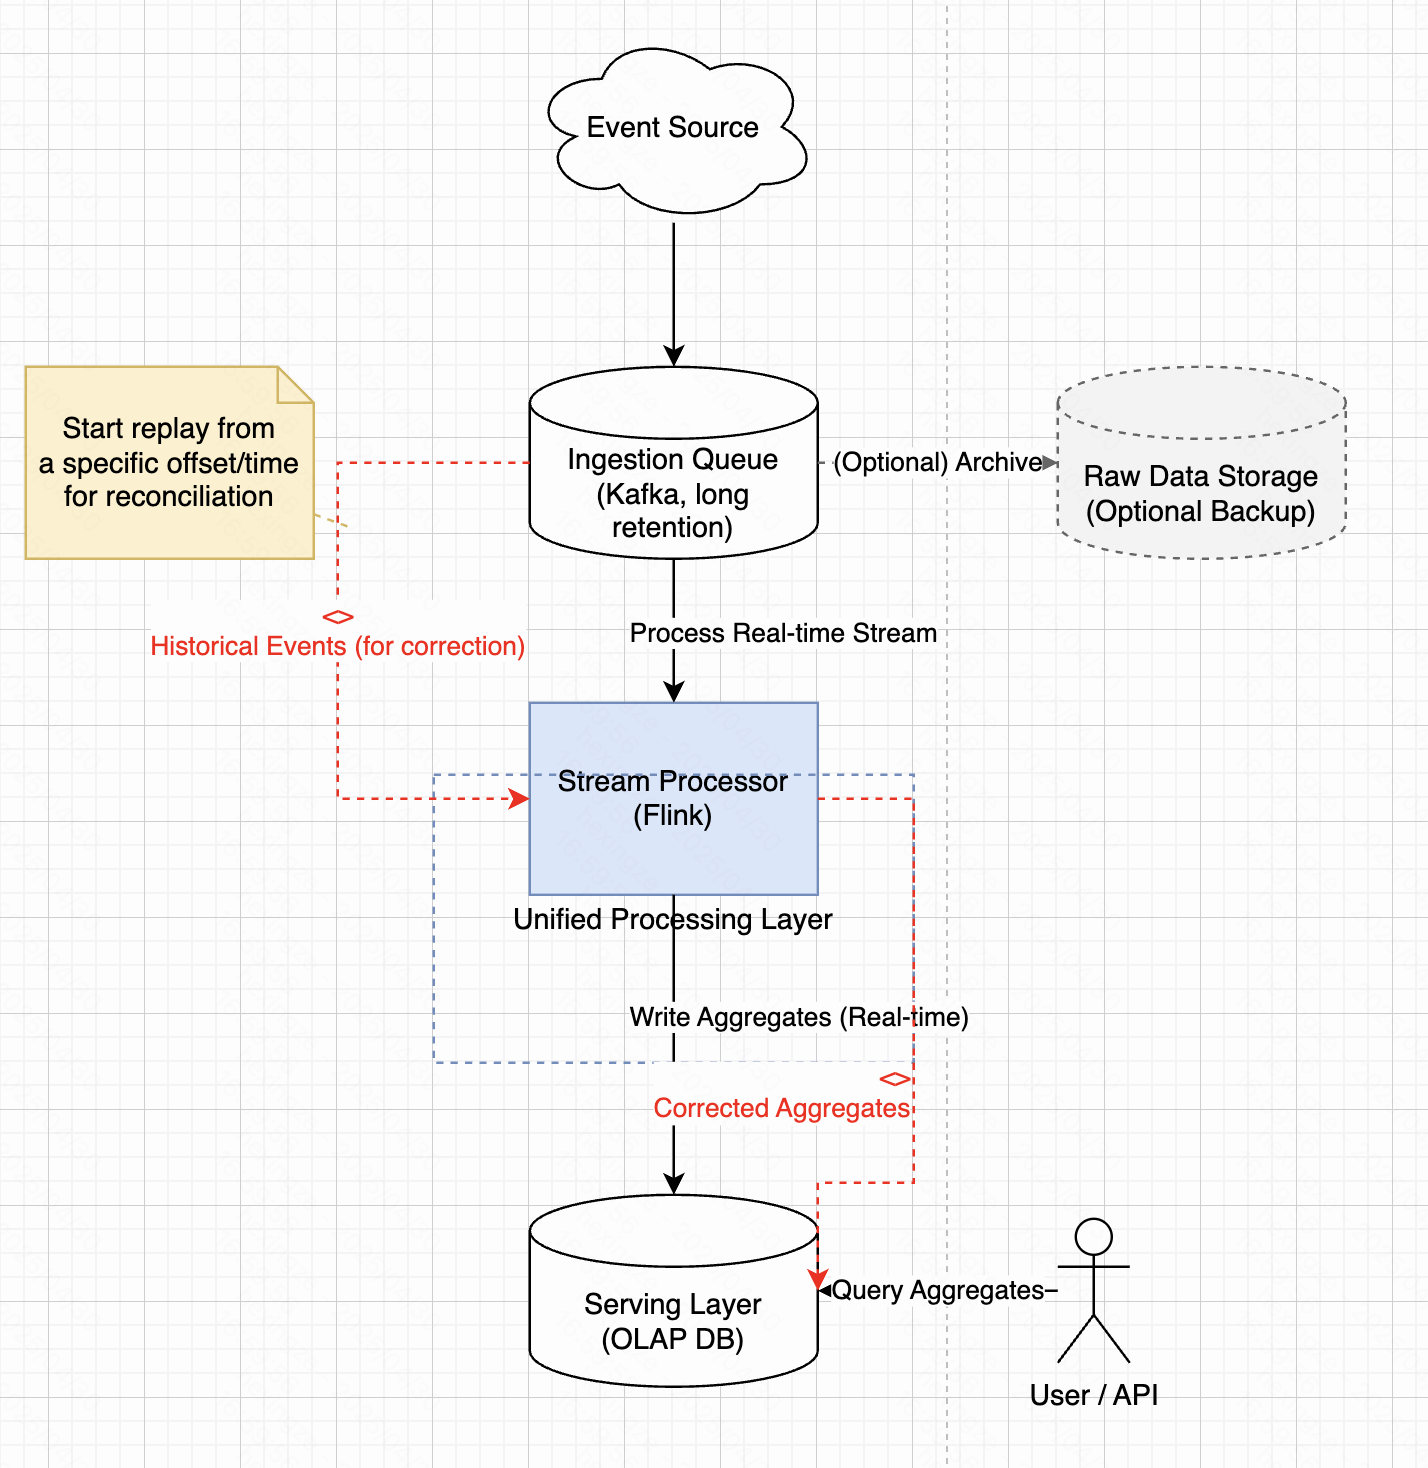 Event Source
Start replay from
a specific offset/time
for reconciliation
Ingestion Queue
(Kafka, long
retention)
(Optional) Archive
Raw Data Storage
(Optional Backup)
Historical Events (for correction)
Process Real-time Stream
Stream Processor
(Flink)
Unified Processing Layer
Write Aggregates (Real-time)
Corrected Aggregates
Serving Layer
(OLAP DB)
Query Aggregates
User / API